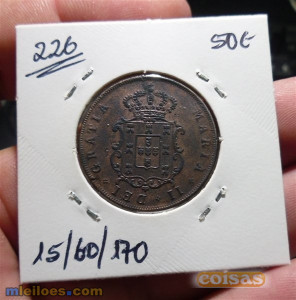 226
50€
MARIA II DEI GRATIA
15/60/170
mleiloes.com
coisas